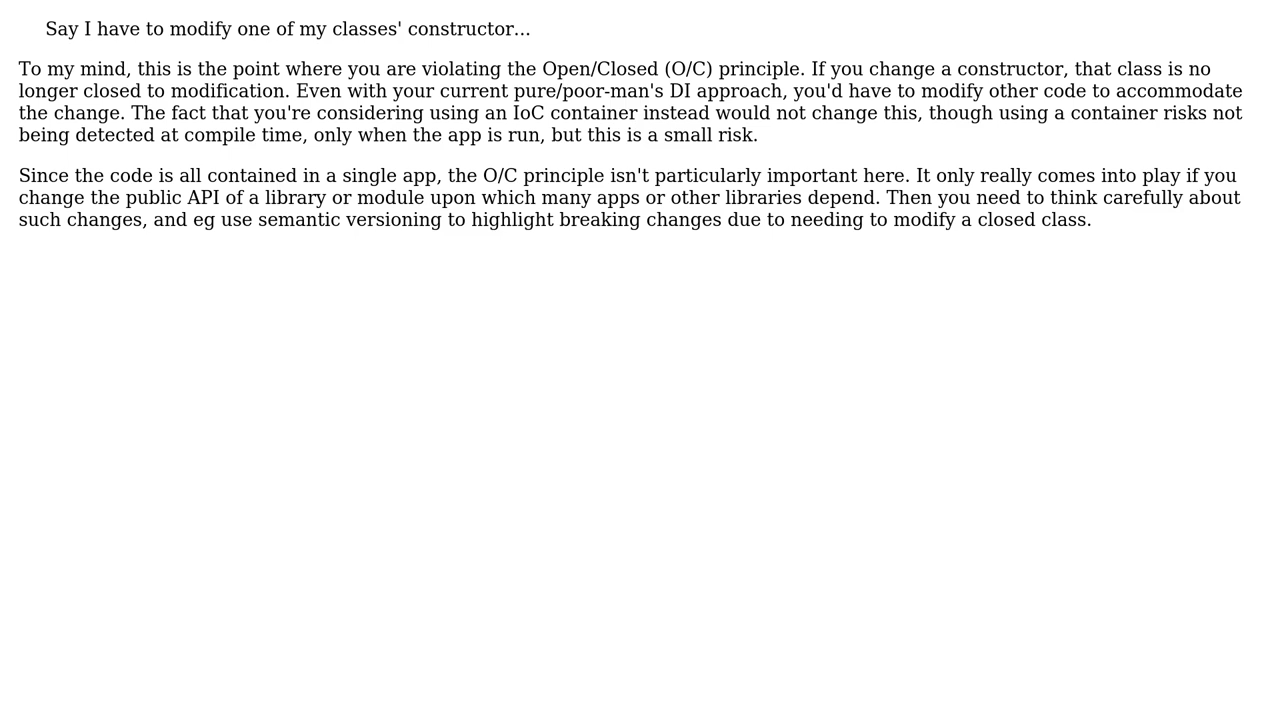 Say I have to modify one of my classes' constructor...
To my mind, this is the point where you are violating the Open/Closed (O/C) principle. If you change a constructor, that class is no
longer closed to modification. Even with your current pure/poor-man's DI approach, you'd have to modify other code to accommodate
the change. The fact that you're considering using an IoC container instead would not change this, though using a container risks not
being detected at compile time, only when the app is run, but this is a small risk.
Since the code is all contained in a single app, the O/C principle isn't particularly important here. It only really comes into play if you
change the public API of a library or module upon which many apps or other libraries depend. Then you need to think carefully about
such changes, and eg use semantic versioning to highlight breaking changes due to needing to modify a closed class.